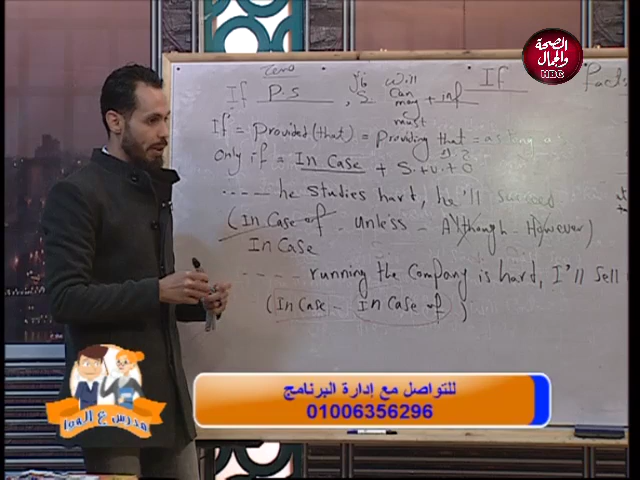 الصحة
والجمال
NBC
Zero
Will
If P.S , S can + inf If Facts
may
must
If = Provided (that) = Providing that = as long as
Only if = In Case + S. + v. + O
----- he studies hart, he'll succeed
(In Case of - Unless - Although - However)
In Case
---- running the Company is hard, I'll sell
(In Case - In Case of)
مدرس ع الهوا
للتواصل مع إدارة البرنامج
01006356296